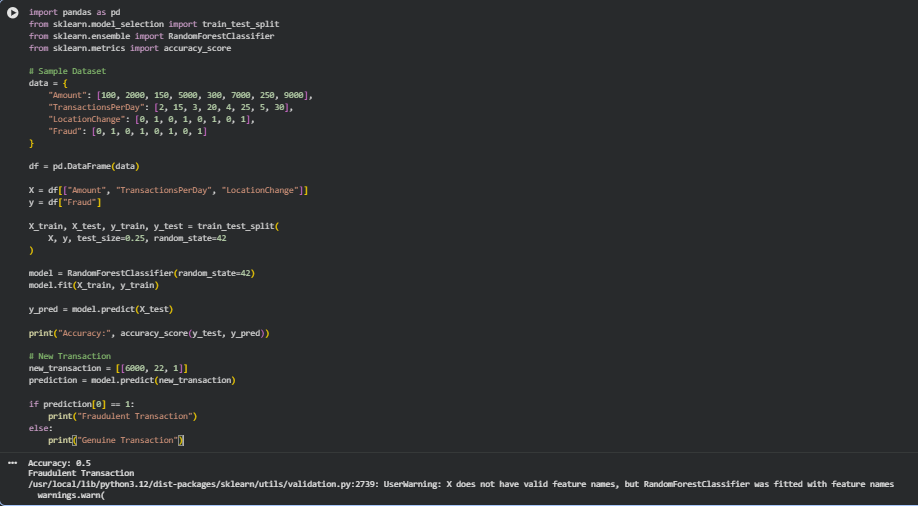 import pandas as pd
from sklearn.model_selection import train_test_split
from sklearn.ensemble import RandomForestClassifier
from sklearn.metrics import accuracy_score

# Sample Dataset
data = {
    "Amount": [100, 2000, 150, 5000, 300, 7000, 250, 9000],
    "TransactionsPerDay": [2, 15, 3, 20, 4, 25, 5, 30],
    "LocationChange": [0, 1, 0, 1, 0, 1, 0, 1],
    "Fraud": [0, 1, 0, 1, 0, 1, 0, 1]
}

df = pd.DataFrame(data)

X = df[["Amount", "TransactionsPerDay", "LocationChange"]]
y = df["Fraud"]

X_train, X_test, y_train, y_test = train_test_split(
    X, y, test_size=0.25, random_state=42
)

model = RandomForestClassifier(random_state=42)
model.fit(X_train, y_train)

y_pred = model.predict(X_test)

print("Accuracy:", accuracy_score(y_test, y_pred))

# New Transaction
new_transaction = [[6000, 22, 1]]
prediction = model.predict(new_transaction)

if prediction[0] == 1:
    print("Fraudulent Transaction")
else:
    print("Genuine Transaction")

Accuracy: 0.5
Fraudulent Transaction
/usr/local/lib/python3.12/dist-packages/sklearn/utils/validation.py:2739: UserWarning: X does not have valid feature names, but RandomForestClassifier was fitted with feature names
  warnings.warn(